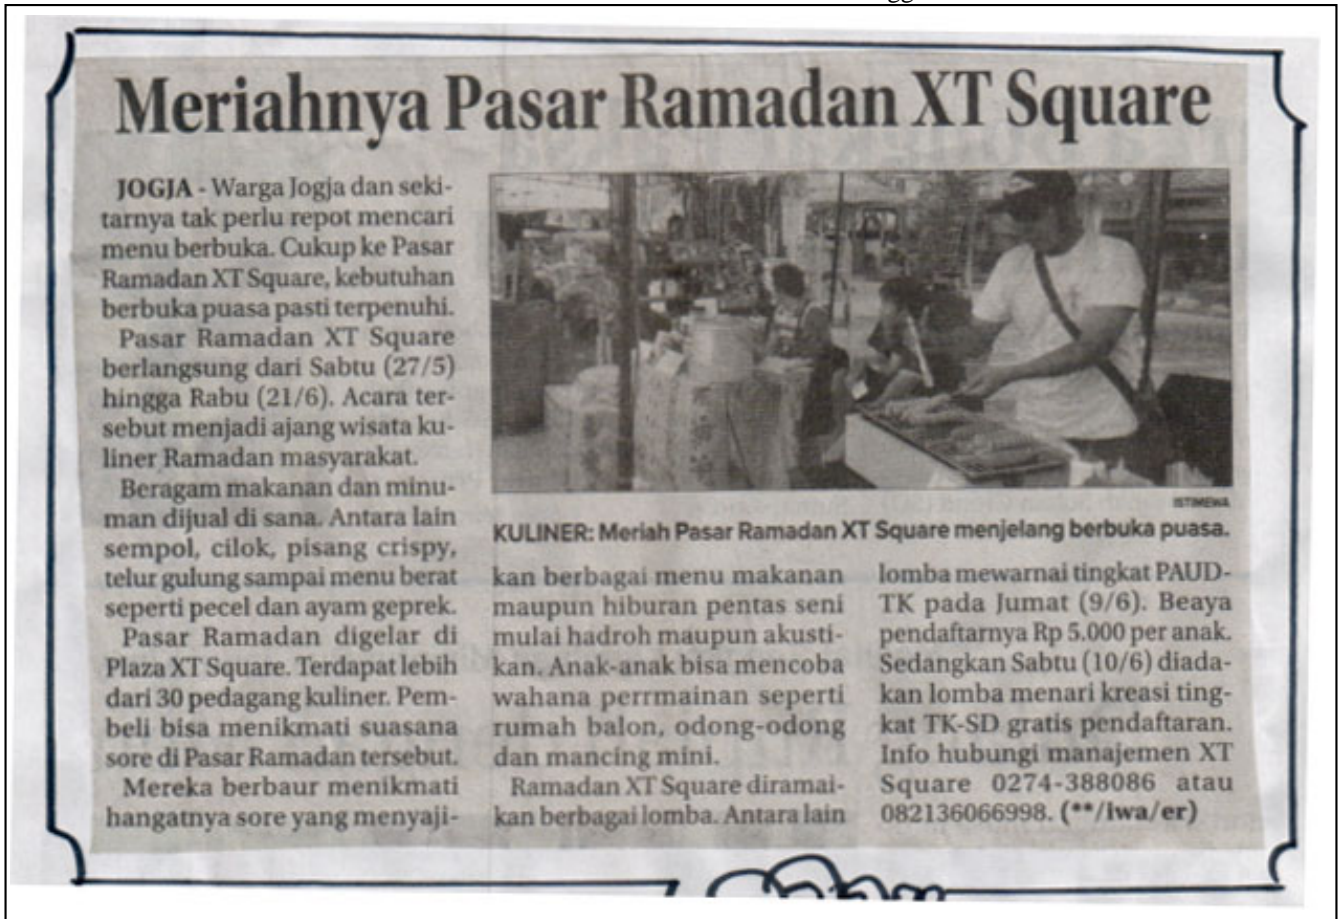 Meriahnya Pasar Ramadan XT Square
JOGJA - Warga Jogja dan seki-
tarnya tak perlu repot mencari
menu berbuka. Cukup ke Pasar
Ramadan XT Square, kebutuhan
berbuka puasa pasti terpenuhi.
Pasar Ramadan XT Square
berlangsung dari Sabtu (27/5)
hingga Rabu (21/6). Acara ter-
sebut menjadi ajang wisata ku-
liner Ramadan masyarakat.
Beragam makanan dan minu-
man dijual di sana. Antara lain
sempol, cilok, pisang crispy,
telur gulung sampai menu berat
seperti pecel dan ayam geprek.
Pasar Ramadan digelar di
Plaza XT Square. Terdapat lebih
dari 30 pedagang kuliner. Pem-
beli bisa menikmati suasana
sore di Pasar Ramadan tersebut.
Mereka berbaur menikmati
hangatnya sore yang menyaji-
ISTIMEWA
KULINER: Meriah Pasar Ramadan XT Square menjelang berbuka puasa.
kan berbagai menu makanan
maupun hiburan pentas seni
mulai hadroh maupun akusti-
kan. Anak-anak bisa mencoba
wahana perrmainan seperti
rumah balon, odong-odong
dan mancing mini.
Ramadan XT Square diramai-
kan berbagai lomba. Antara lain
lomba mewarnai tingkat PAUD-
TK pada Jumat (9/6). Beaya
pendaftarnya Rp 5.000 per anak.
Sedangkan Sabtu (10/6) diada-
kan lomba menari kreasi ting-
kat TK-SD gratis pendaftaran.
Info hubungi manajemen XT
Square 0274-388086 atau
082136066998. (**/iwa/er)